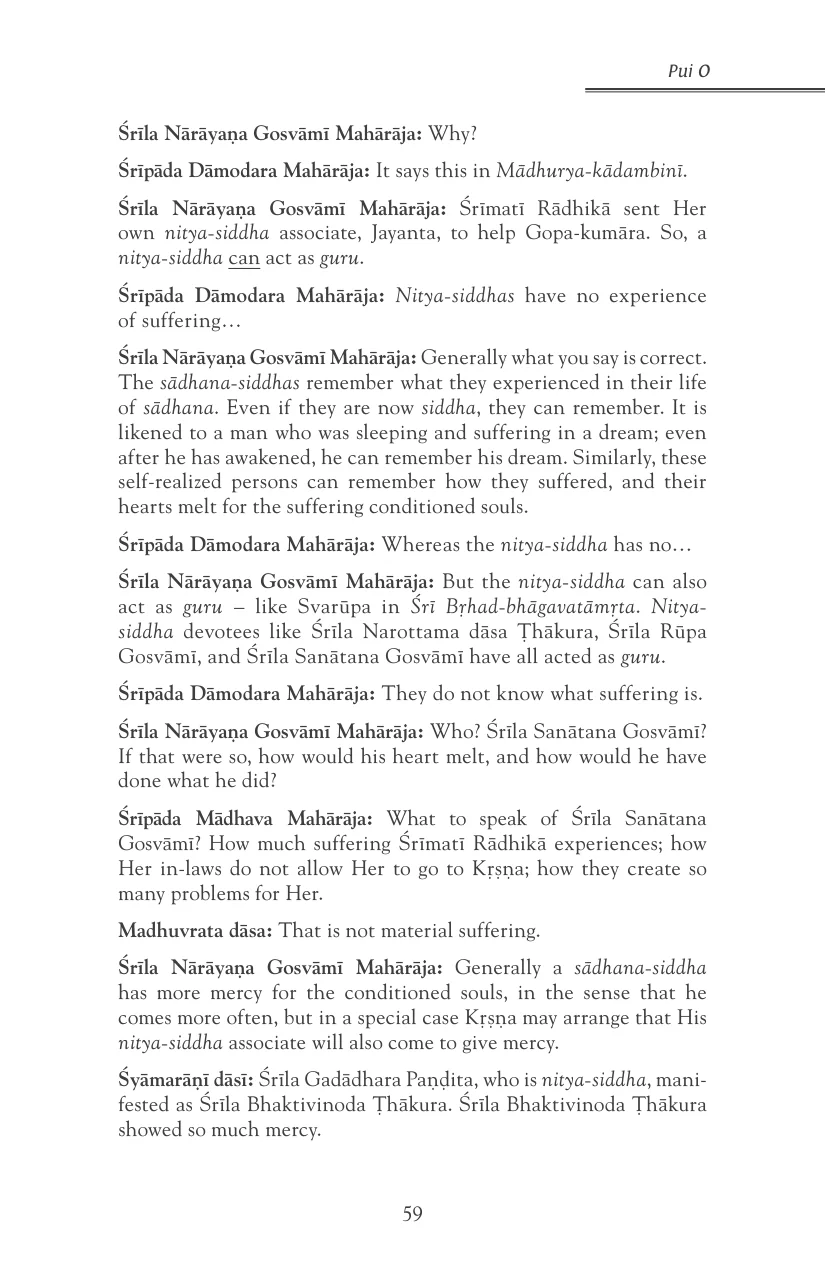 Pui O
Śrīla Nārāyaṇa Gosvāmī Mahārāja: Why?
Śrīpāda Dāmodara Mahārāja: It says this in Mādhurya-kādambinī.
Śrīla Nārāyaṇa Gosvāmī Mahārāja: Śrīmatī Rādhikā sent Her
own nitya-siddha associate, Jayanta, to help Gopa-kumāra. So, a
nitya-siddha can act as guru.
Śrīpāda Dāmodara Mahārāja: Nitya-siddhas have no experience
of suffering…
Śrīla Nārāyaṇa Gosvāmī Mahārāja: Generally what you say is correct.
The sādhana-siddhas remember what they experienced in their life
of sādhana. Even if they are now siddha, they can remember. It is
likened to a man who was sleeping and suffering in a dream; even
after he has awakened, he can remember his dream. Similarly, these
self-realized persons can remember how they suffered, and their
hearts melt for the suffering conditioned souls.
Śrīpāda Dāmodara Mahārāja: Whereas the nitya-siddha has no…
Śrīla Nārāyaṇa Gosvāmī Mahārāja: But the nitya-siddha can also
act as guru – like Svarūpa in Śrī Bṛhad-bhāgavatāmṛta. Nitya-
siddha devotees like Śrīla Narottama dāsa Ṭhākura, Śrīla Rūpa
Gosvāmī, and Śrīla Sanātana Gosvāmī have all acted as guru.
Śrīpāda Dāmodara Mahārāja: They do not know what suffering is.
Śrīla Nārāyaṇa Gosvāmī Mahārāja: Who? Śrīla Sanātana Gosvāmī?
If that were so, how would his heart melt, and how would he have
done what he did?
Śrīpāda Mādhava Mahārāja: What to speak of Śrīla Sanātana
Gosvāmī? How much suffering Śrīmatī Rādhikā experiences; how
Her in-laws do not allow Her to go to Kṛṣṇa; how they create so
many problems for Her.
Madhuvrata dāsa: That is not material suffering.
Śrīla Nārāyaṇa Gosvāmī Mahārāja: Generally a sādhana-siddha
has more mercy for the conditioned souls, in the sense that he
comes more often, but in a special case Kṛṣṇa may arrange that His
nitya-siddha associate will also come to give mercy.
Śyāmarāṇī dāsī: Śrīla Gadādhara Paṇḍita, who is nitya-siddha, mani-
fested as Śrīla Bhaktivinoda Ṭhākura. Śrīla Bhaktivinoda Ṭhākura
showed so much mercy.
59